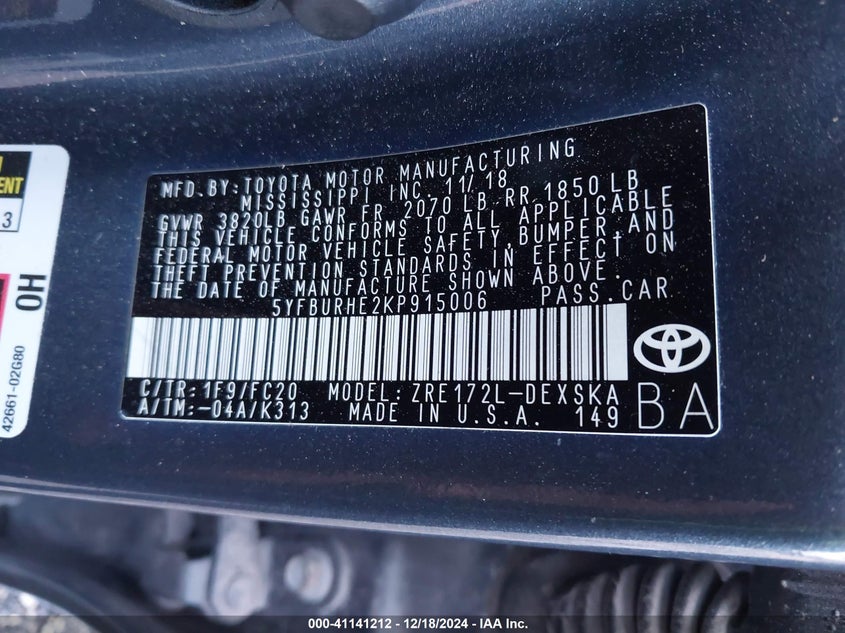 MFD. BY: TOYOTA MOTOR MANUFACTURING
MISSISSIPPI INC. 11/18
GVWR 3820LB GAWR FR 2070 LB RR 1850 LB
THIS VEHICLE CONFORMS TO ALL APPLICABLE
FEDERAL MOTOR VEHICLE SAFETY, BUMPER, AND
THEFT PREVENTION STANDARDS IN EFFECT ON
THE DATE OF MANUFACTURE SHOWN ABOVE.
5YFBURHE2KP915006 PASS. CAR
C/TR: 1F9/FC20 MODEL: ZRE172L-DEXSKA
A/TM: -04A/K313 MADE IN U.S.A. 149
BA
3
OH
42661-02G80
000-41141212 - 12/18/2024 - IAA Inc.